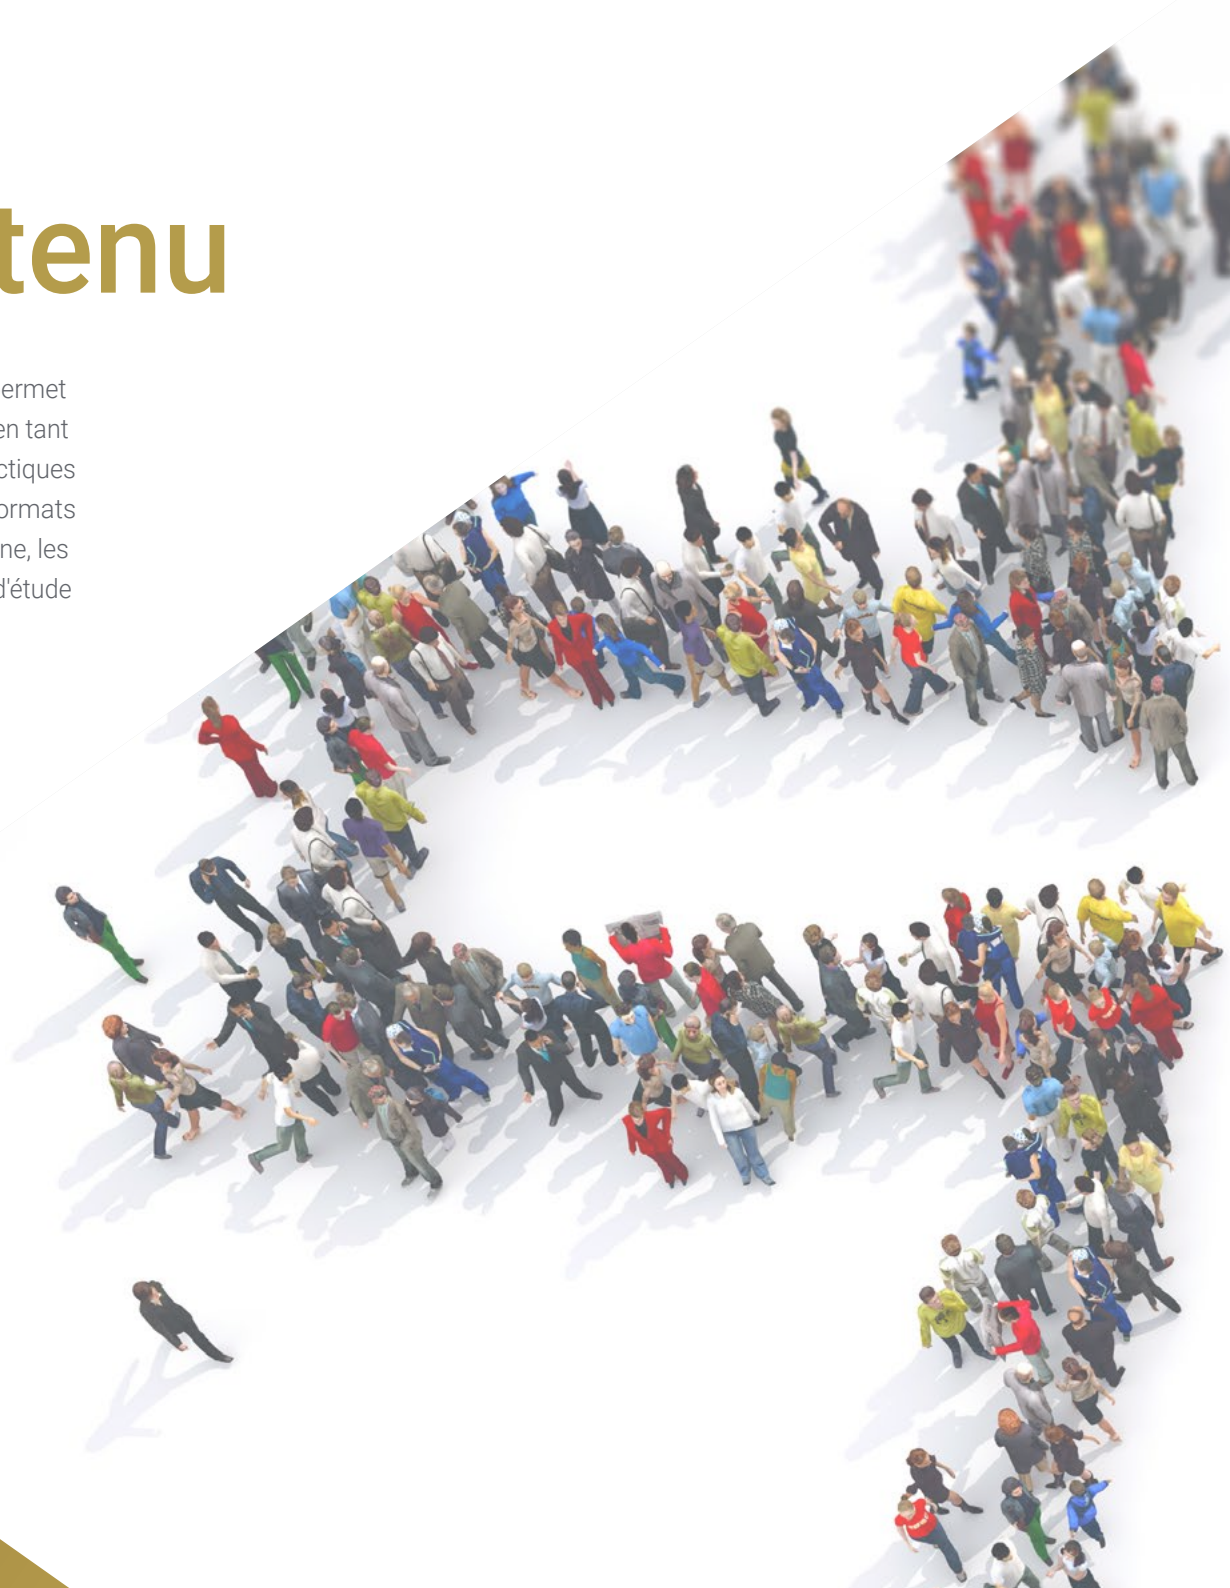 tenu
ermet
en tant
ctiques
ormats
ne, les
d'étude